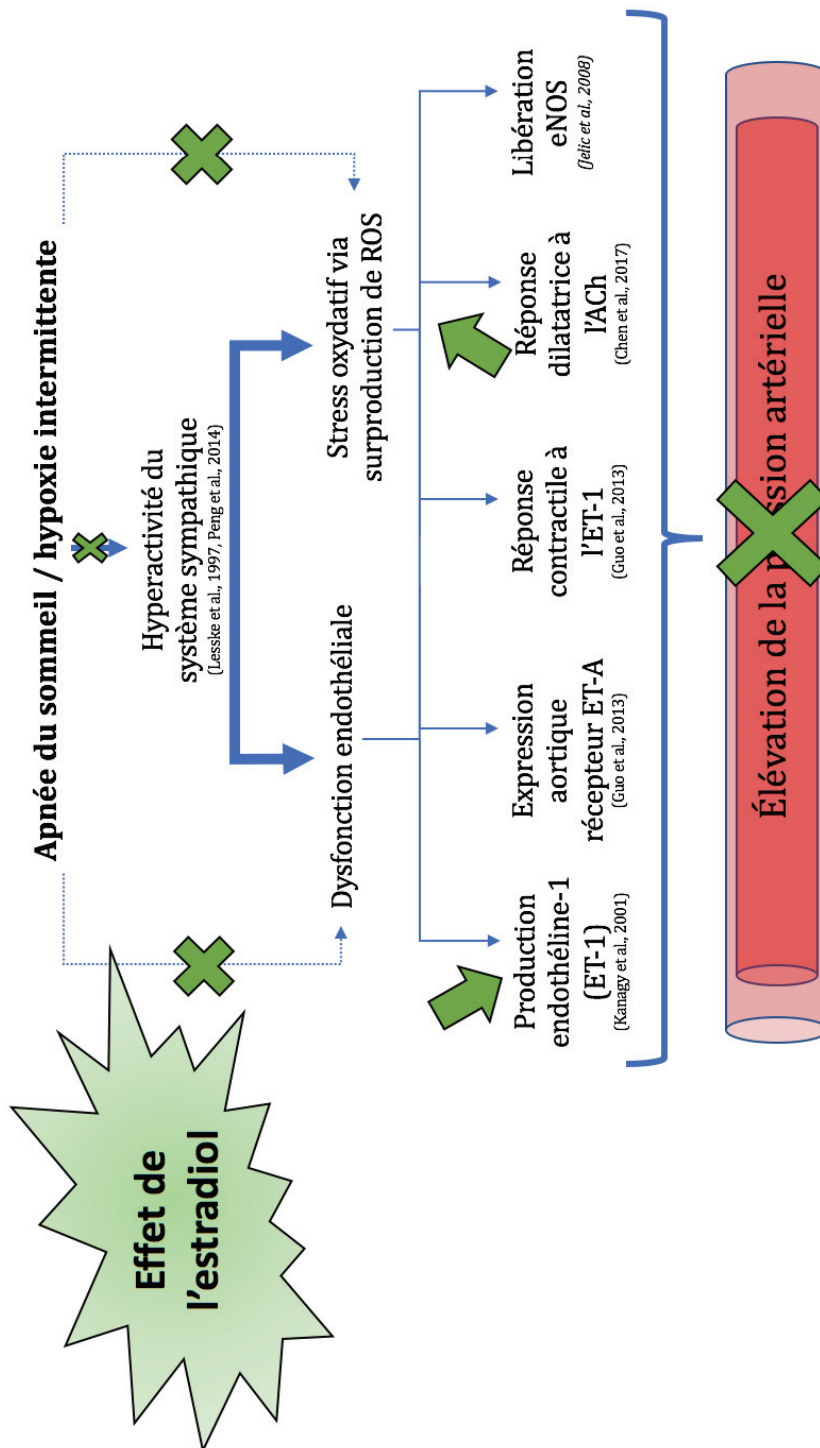 Effet de
l'estradiol
Apnée du sommeil / hypoxie intermittente
Hyperactivité du
système sympathique
(Lesske et al., 1997, Peng et al., 2014)
Dysfonction endothéliale
Stress oxydatif via
surproduction de ROS
Production
endothéline-1
(ET-1)
(Kanagy et al., 2001)
Expression
aortique
récepteur ET-A
(Guo et al., 2013)
Réponse
contractile à
l'ET-1
(Guo et al., 2013)
Réponse
dilatatrice à
l'ACh
(Chen et al., 2017)
Libération
eNOS
(Jelic et al., 2008)
Élévation de la pression artérielle